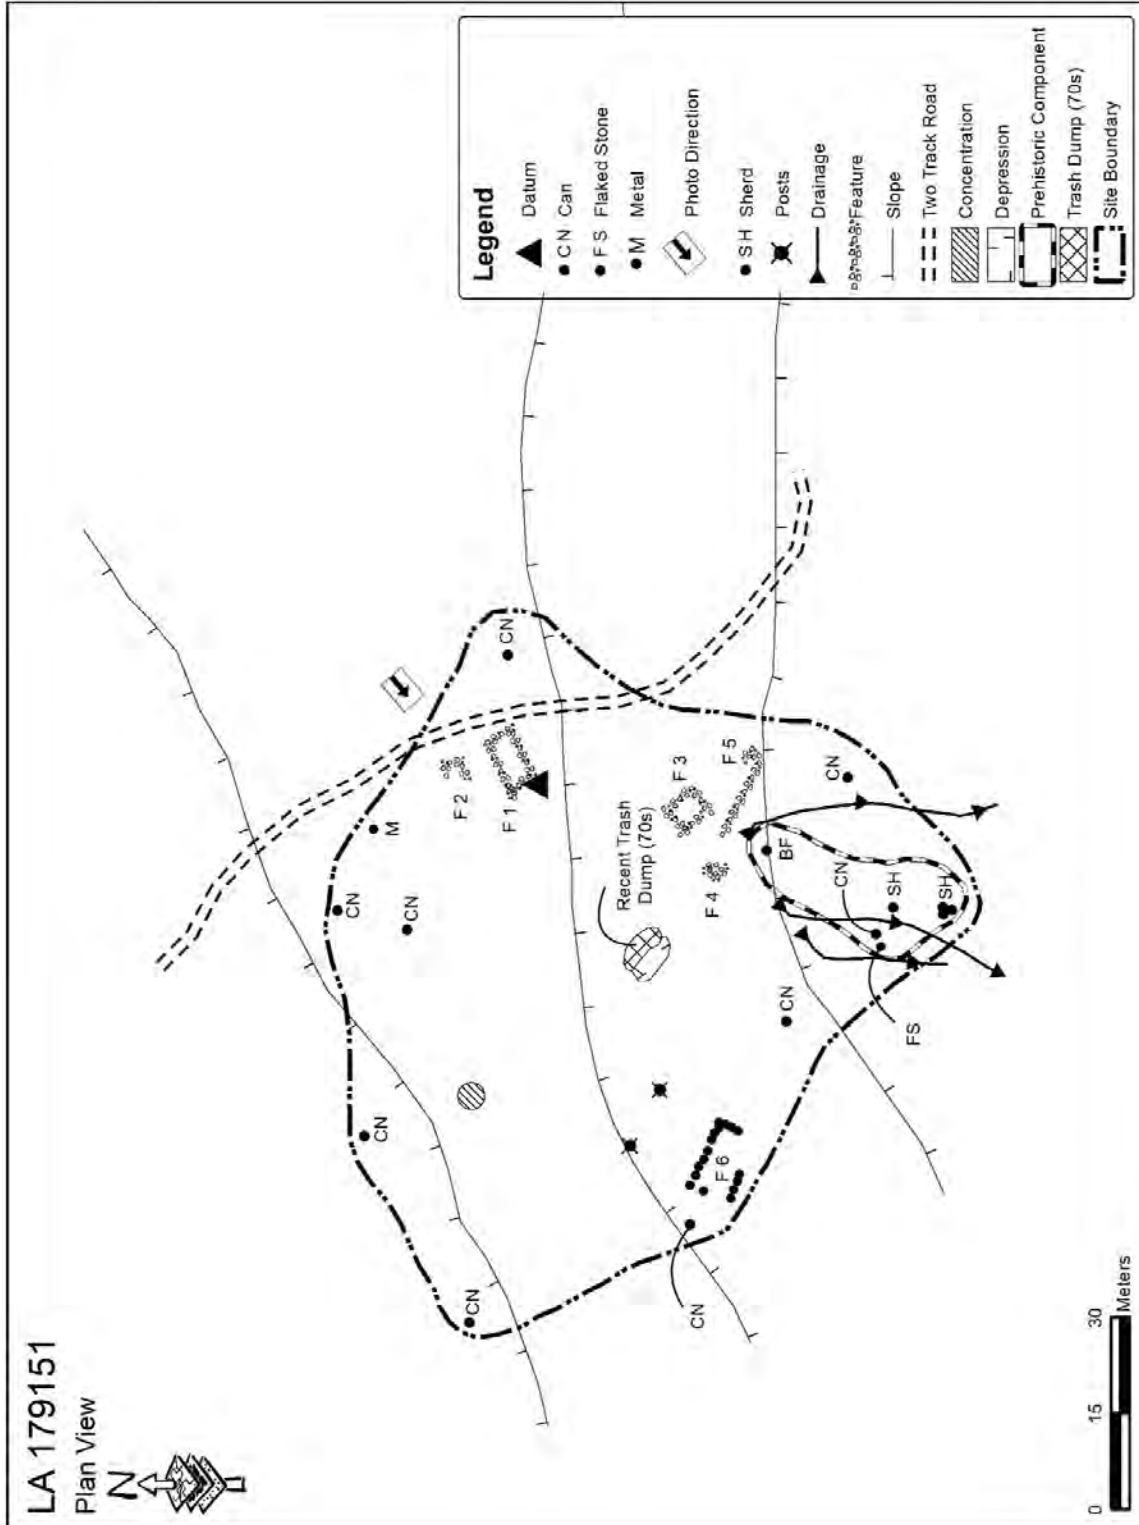 LA 179151
Plan View
N
CN
CN
CN
CN
M
CN
F 2
F 1
CN
F 6
Recent Trash
Dump (70s)
F 3
F 4
F 5
CN
BF
CN
CN
SH
SH
FS
0
15
30
Meters
Legend
Datum
CN Can
FS Flaked Stone
M Metal
Photo Direction
SH Sherd
Posts
Drainage
Feature
Slope
Two Track Road
Concentration
Depression
Prehistoric Component
Trash Dump (70s)
Site Boundary